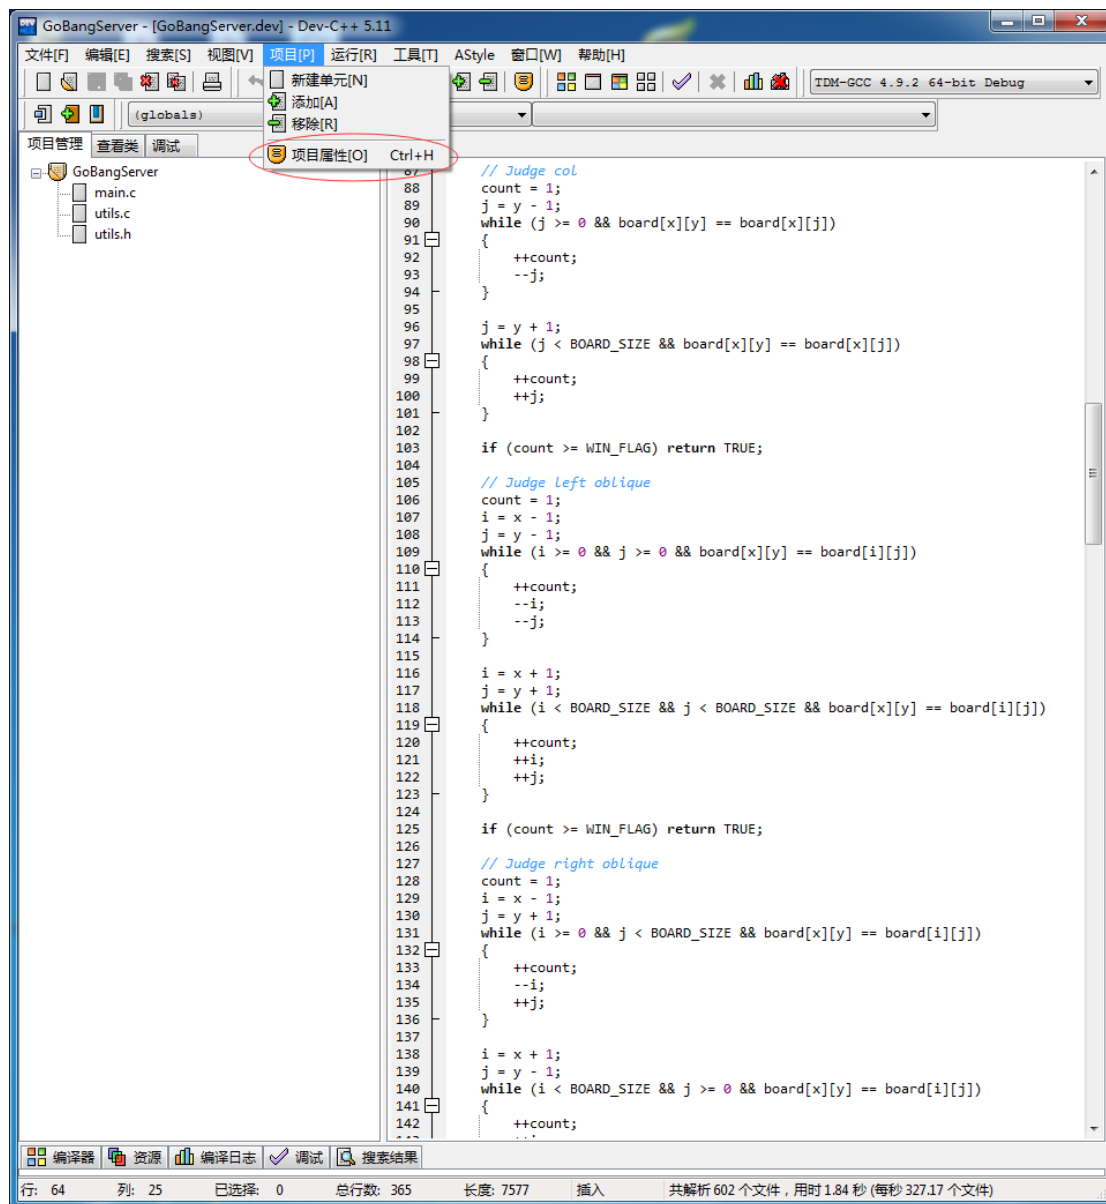 GoBangServer - [GoBangServer.dev] - Dev-C++ 5.11
文件[F] 编辑[E] 搜索[S] 视图[V] 项目[P] 运行[R] 工具[T] AStyle 窗口[W] 帮助[H]
新建单元[N]
添加[A]
移除[R]
项目属性[O] Ctrl+H
TDM-GCC 4.9.2 64-bit Debug
(globals)
项目管理 查看类 调试
GoBangServer
main.c
utils.c
utils.h
87 // Judge col
88 count = 1;
89 j = y - 1;
90 while (j >= 0 && board[x][y] == board[x][j])
91 {
92 ++count;
93 --j;
94 }
95
96 j = y + 1;
97 while (j < BOARD_SIZE && board[x][y] == board[x][j])
98 {
99 ++count;
100 ++j;
101 }
102
103 if (count >= WIN_FLAG) return TRUE;
104
105 // Judge left oblique
106 count = 1;
107 i = x - 1;
108 j = y - 1;
109 while (i >= 0 && j >= 0 && board[x][y] == board[i][j])
110 {
111 ++count;
112 --i;
113 --j;
114 }
115
116 i = x + 1;
117 j = y + 1;
118 while (i < BOARD_SIZE && j < BOARD_SIZE && board[x][y] == board[i][j])
119 {
120 ++count;
121 ++i;
122 ++j;
123 }
124
125 if (count >= WIN_FLAG) return TRUE;
126
127 // Judge right oblique
128 count = 1;
129 i = x - 1;
130 j = y + 1;
131 while (i >= 0 && j < BOARD_SIZE && board[x][y] == board[i][j])
132 {
133 ++count;
134 --i;
135 ++j;
136 }
137
138 i = x + 1;
139 j = y - 1;
140 while (i < BOARD_SIZE && j >= 0 && board[x][y] == board[i][j])
141 {
142 ++count;
编译器 资源 编译日志 调试 搜索结果
行: 64 列: 25 已选择: 0 总行数: 365 长度: 7577 插入 共解析 602 个文件，用时 1.84 秒 (每秒 327.17 个文件)